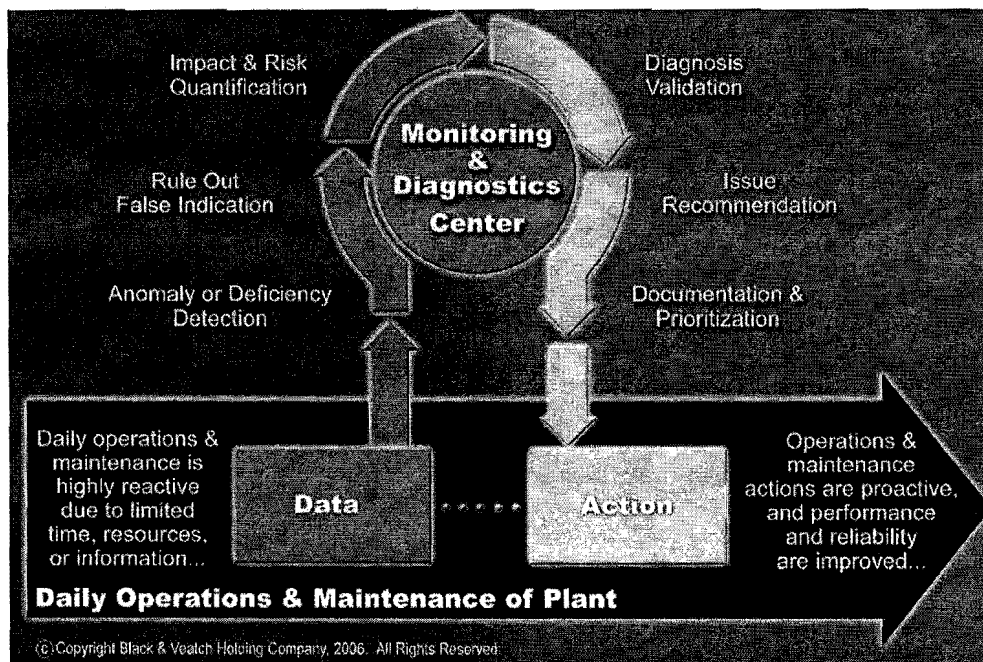 Impact & Risk
Quantification
Diagnosis
Validation
Monitoring
&
Diagnostics
Center
Rule Out
False Indication
Issue
Recommendation
Anomaly or Deficiency
Detection
Documentation &
Prioritization
Daily operations &
maintenance is
highly reactive
due to limited
time, resources,
or information...
Data
Action
Operations &
maintenance
actions are proactive,
and performance
and reliability
are improved...
Daily Operations & Maintenance of Plant
(c) Copyright Black & Veatch Holding Company, 2006. All Rights Reserved.